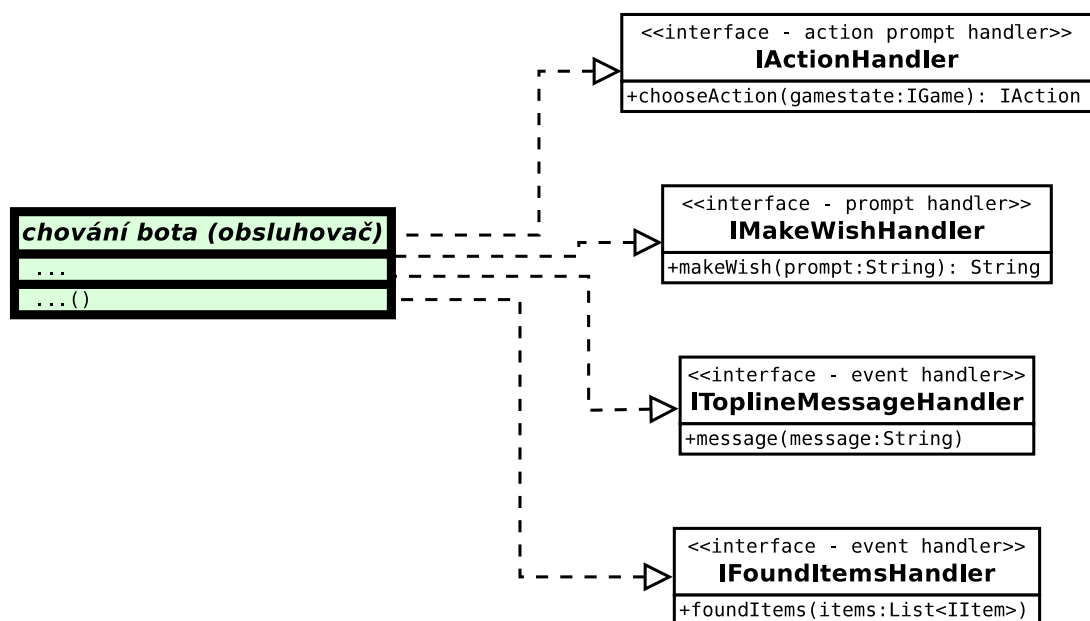 <<interface - action prompt handler>>
IActionHandler
+chooseAction(gamestate:IGame): IAction
chování bota (obsluhovač)
...
...()
<<interface - prompt handler>>
IMakeWishHandler
+makeWish(prompt:String): String
<<interface - event handler>>
IToplineMessageHandler
+message(message:String)
<<interface - event handler>>
IFoundItemsHandler
+foundItems(items:List<IItem>)